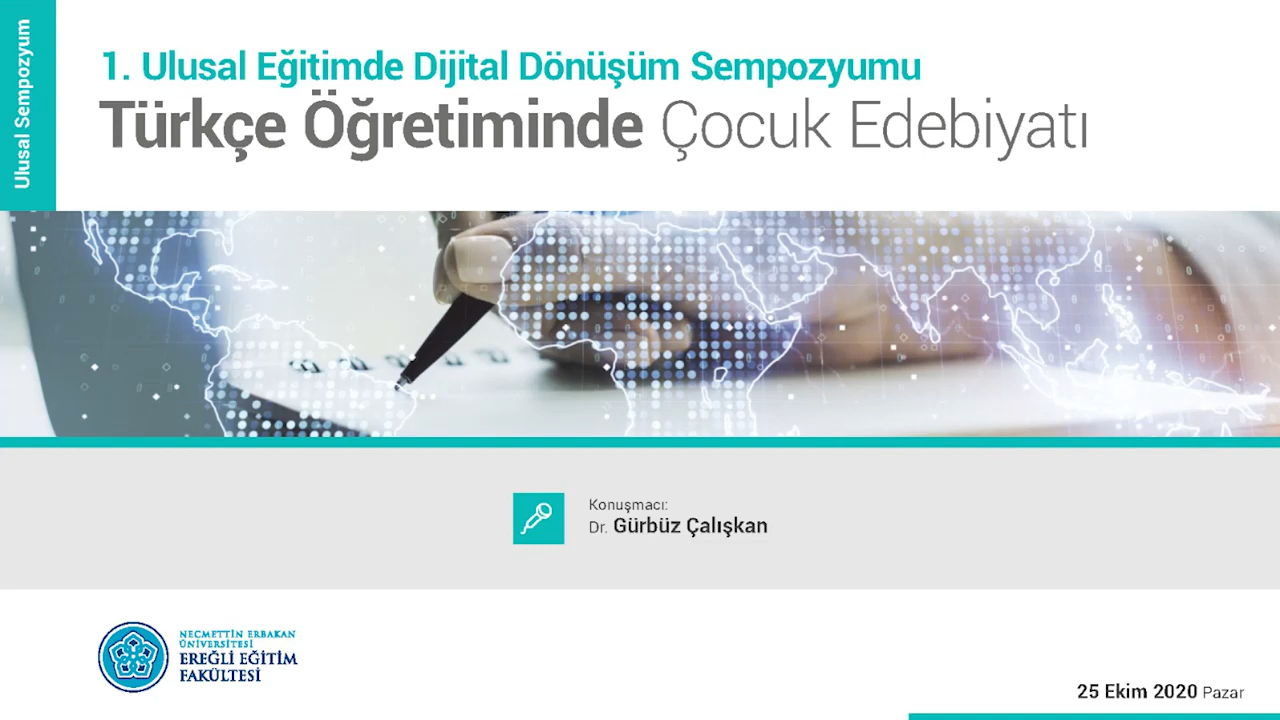 Ulusal Sempozyum
1. Ulusal Eğitimde Dijital Dönüşüm Sempozyumu
Türkçe Öğretiminde Çocuk Edebiyatı
Konuşmacı:
Dr. Gürbüz Çalışkan
NECMETTİN ERBAKAN
ÜNİVERSİTESİ
EREĞLİ EĞİTİM
FAKÜLTESİ
25 Ekim 2020 Pazar